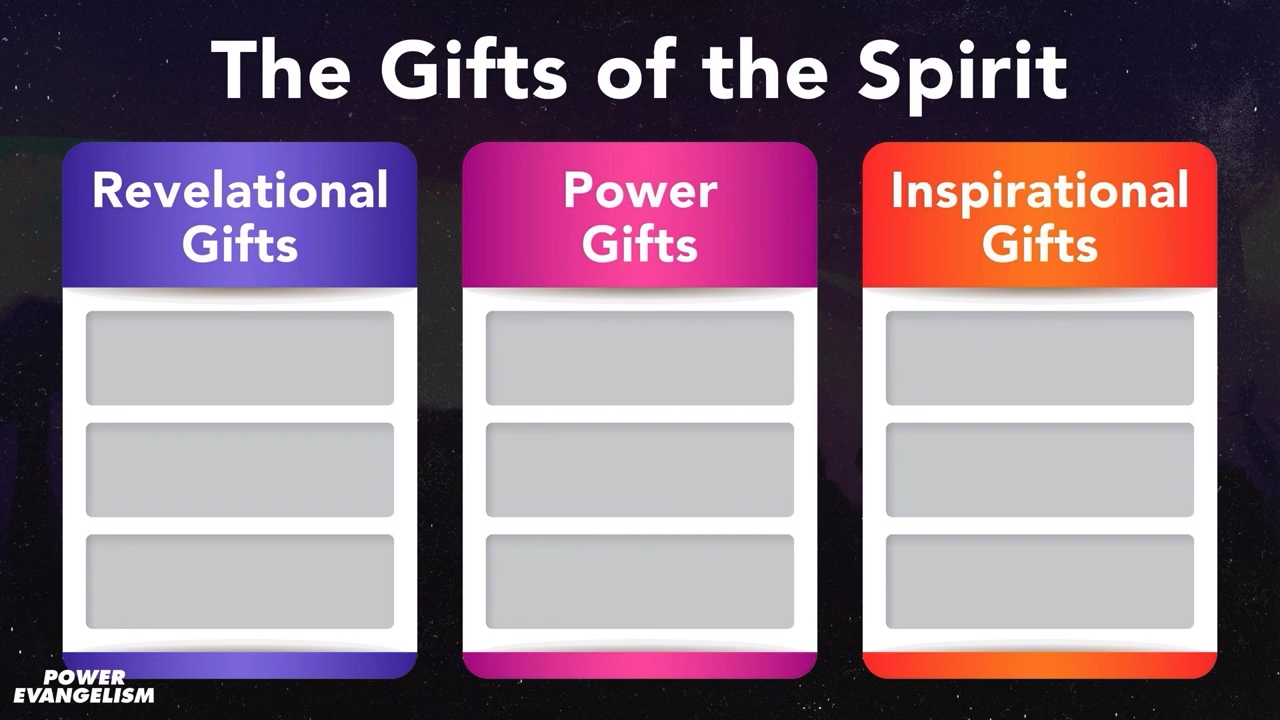 The Gifts of the Spirit
Revelational
Gifts
Power
Gifts
Inspirational
Gifts
POWER
EVANGELISM